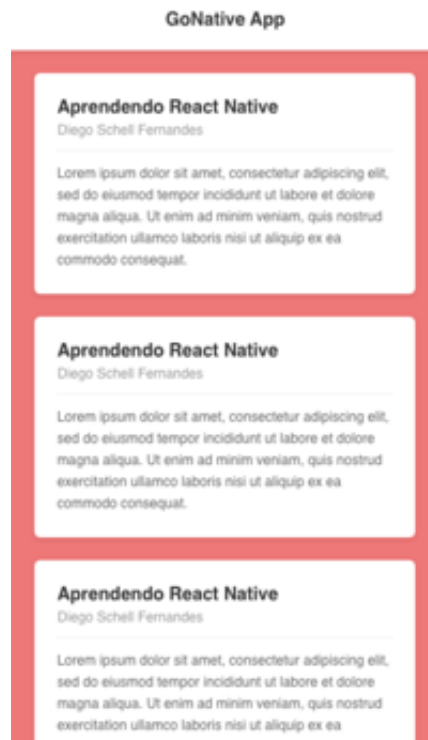 GoNative App
Aprendendo React Native
Diego Schell Fernandes
Lorem ipsum dolor sit amet, consectetur adipiscing elit,
sed do eiusmod tempor incididunt ut labore et dolore
magna aliqua. Ut enim ad minim veniam, quis nostrud
exercitation ullamco laboris nisi ut aliquip ex ea
commodo consequat.
Aprendendo React Native
Diego Schell Fernandes
Lorem ipsum dolor sit amet, consectetur adipiscing elit,
sed do eiusmod tempor incididunt ut labore et dolore
magna aliqua. Ut enim ad minim veniam, quis nostrud
exercitation ullamco laboris nisi ut aliquip ex ea
commodo consequat.
Aprendendo React Native
Diego Schell Fernandes
Lorem ipsum dolor sit amet, consectetur adipiscing elit,
sed do eiusmod tempor incididunt ut labore et dolore
magna aliqua. Ut enim ad minim veniam, quis nostrud
exercitation ullamco laboris nisi ut aliquip ex ea